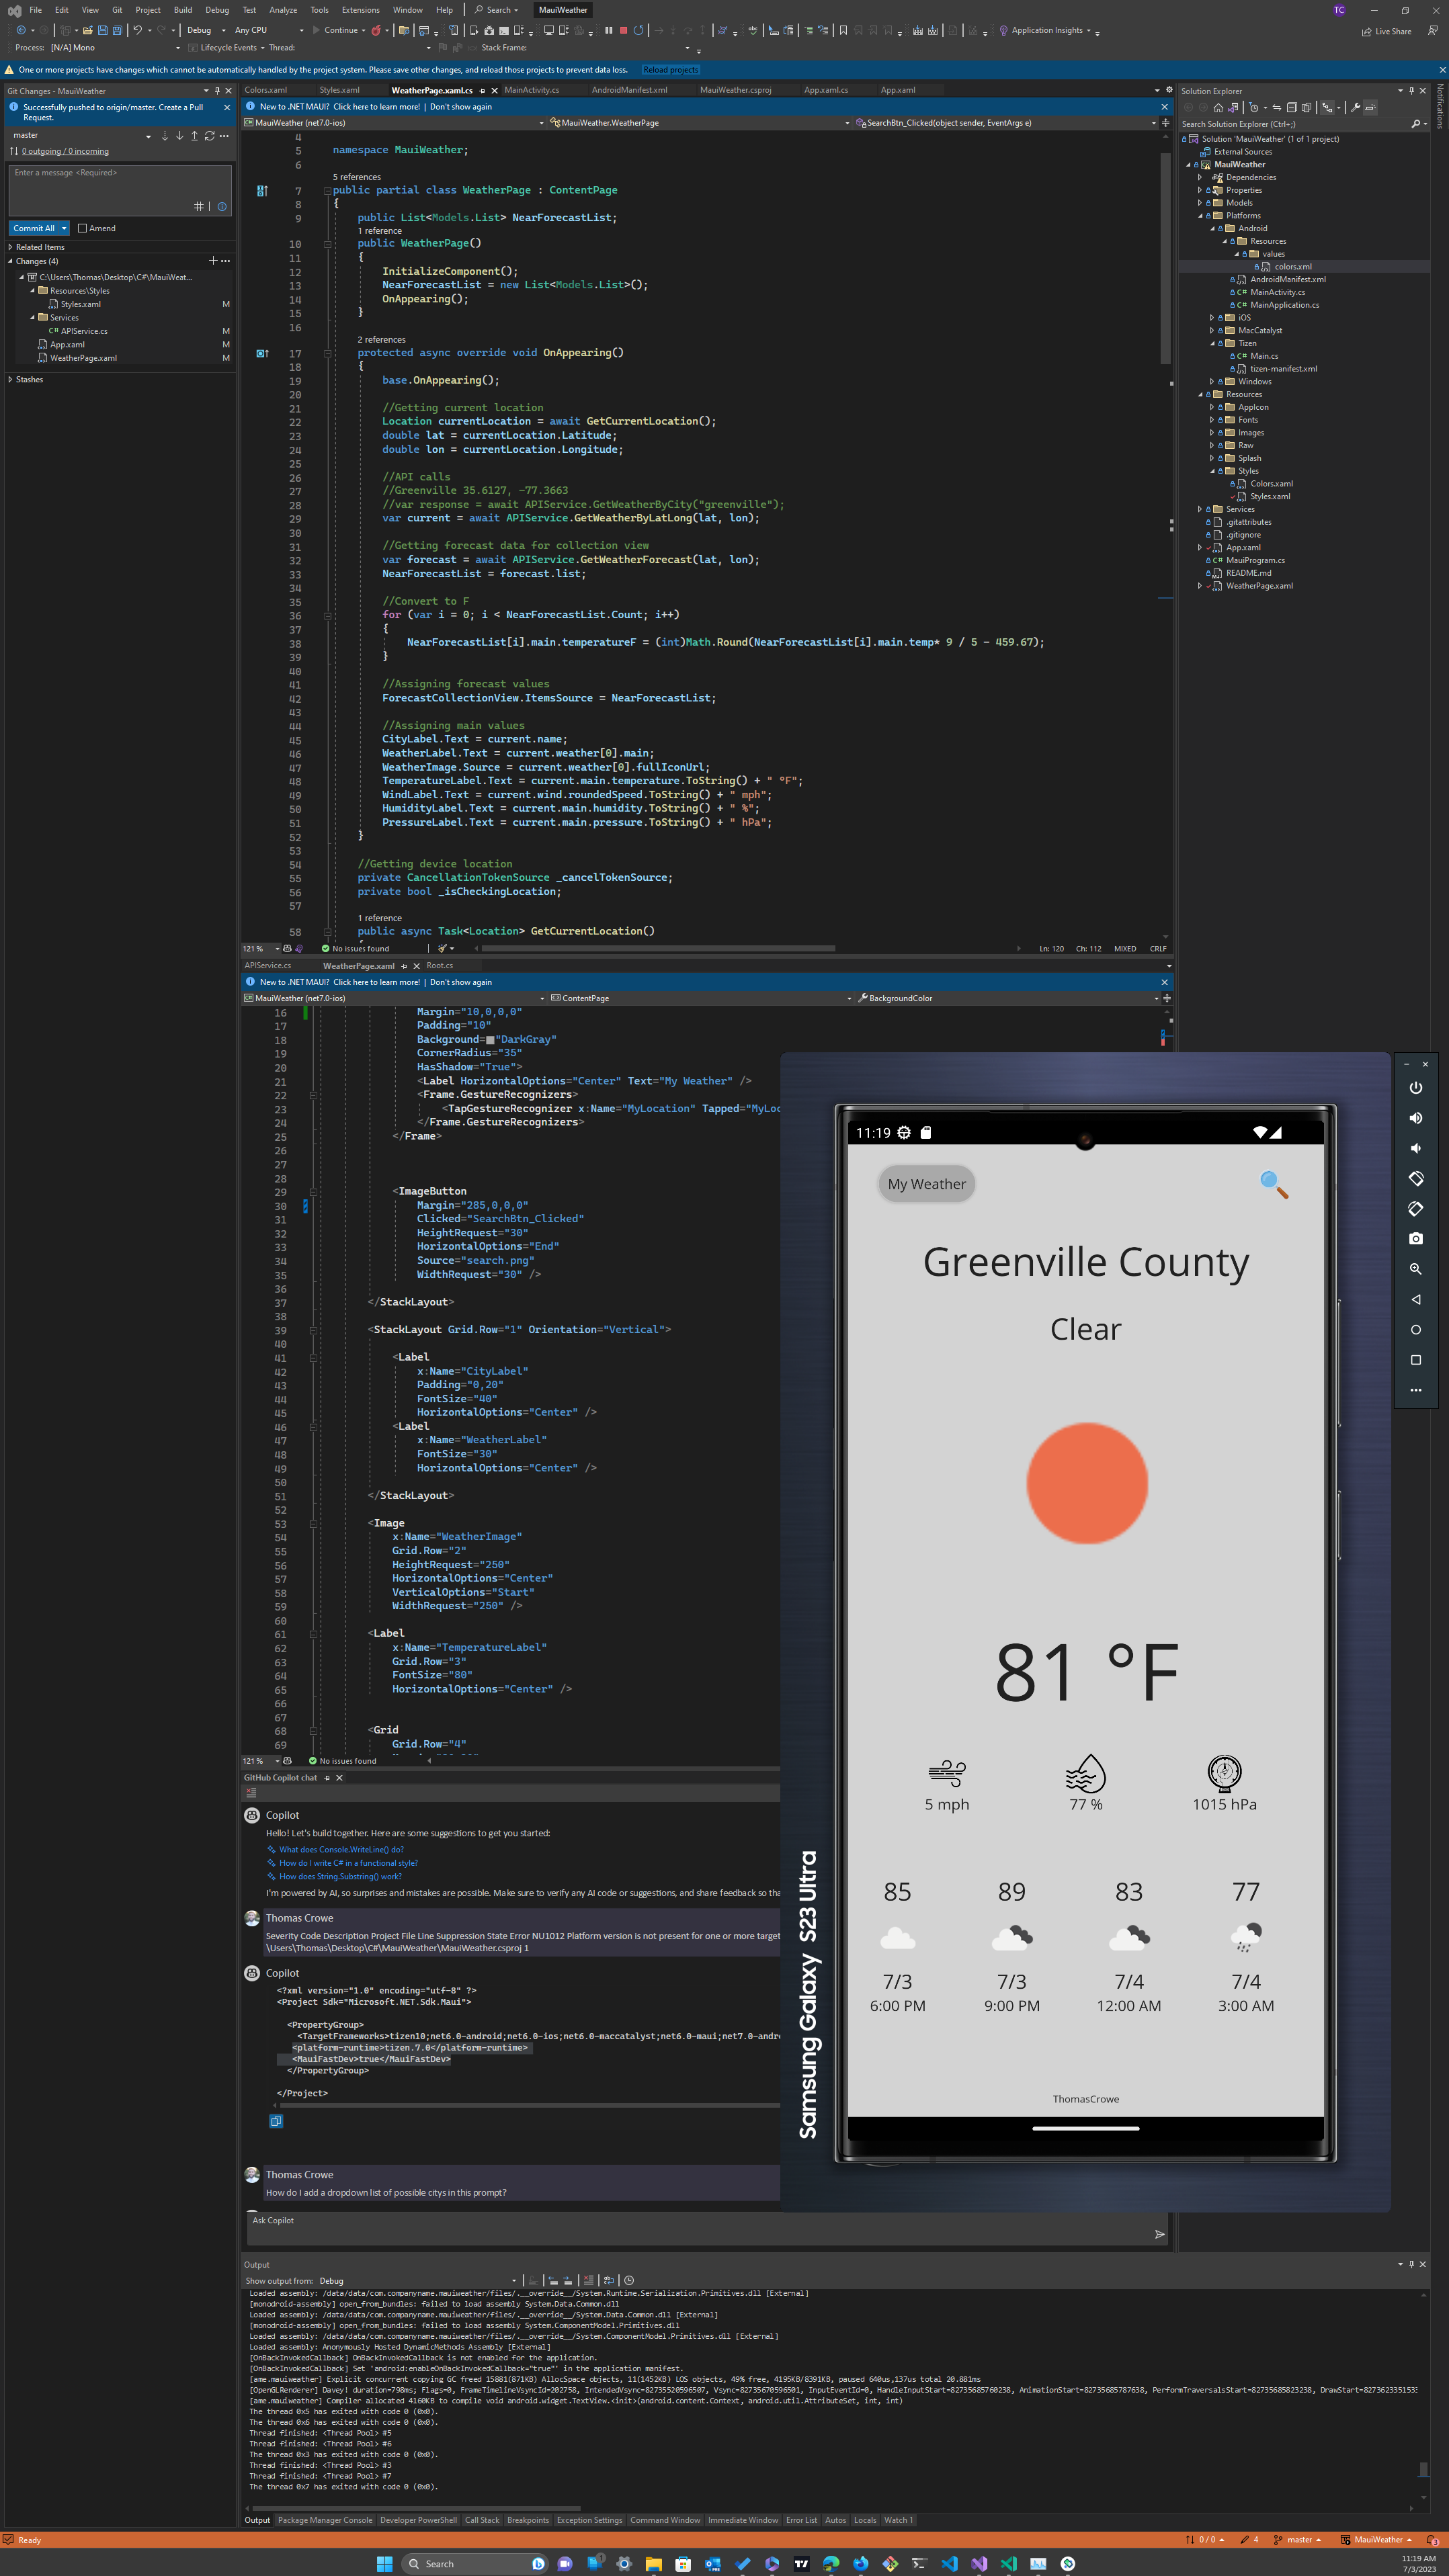 File Edit View Git Project Build Debug Test Analyze Tools Extensions Window Help Search MauiWeather TC
Debug Any CPU Continue Application Insights Live Share
Process: [N/A] Mono Lifecycle Events Thread: Stack Frame:
One or more projects have changes which cannot be automatically handled by the project system. Please save other changes, and reload those projects to prevent data loss. Reload projects
Git Changes - MauiWeather
Successfully pushed to origin/master. Create a Pull
Request.
master
0 outgoing / 0 incoming
Enter a message <Required>
Commit All Amend
Related Items
Changes (4)
C:\Users\Thomas\Desktop\C#\MauiWeat...
Resources\Styles
Styles.xaml M
Services
C# APIService.cs M
App.xaml M
WeatherPage.xaml M
Stashes
Colors.xaml Styles.xaml WeatherPage.xaml.cs MainActivity.cs AndroidManifest.xml MauiWeather.csproj App.xaml.cs App.xaml
New to .NET MAUI? Click here to learn more! | Don't show again
MauiWeather (net7.0-ios) MauiWeather.WeatherPage SearchBtn_Clicked(object sender, EventArgs e)
4
5 namespace MauiWeather;
6
5 references
7 public partial class WeatherPage : ContentPage
8 {
9 public List<Models.List> NearForecastList;
1 reference
10 public WeatherPage()
11 {
12 InitializeComponent();
13 NearForecastList = new List<Models.List>();
14 OnAppearing();
15 }
16
2 references
17 protected async override void OnAppearing()
18 {
19 base.OnAppearing();
20
21 //Getting current location
22 Location currentLocation = await GetCurrentLocation();
23 double lat = currentLocation.Latitude;
24 double lon = currentLocation.Longitude;
25
26 //API calls
27 //Greenville 35.6127, -77.3663
28 //var response = await APIService.GetWeatherByCity("greenville");
29 var current = await APIService.GetWeatherByLatLong(lat, lon);
30
31 //Getting forecast data for collection view
32 var forecast = await APIService.GetWeatherForecast(lat, lon);
33 NearForecastList = forecast.list;
34
35 //Convert to F
36 for (var i = 0; i < NearForecastList.Count; i++)
37 {
38 NearForecastList[i].main.temperatureF = (int)Math.Round(NearForecastList[i].main.temp* 9 / 5 - 459.67);
39 }
40
41 //Assigning forecast values
42 ForecastCollectionView.ItemsSource = NearForecastList;
43
44 //Assigning main values
45 CityLabel.Text = current.name;
46 WeatherLabel.Text = current.weather[0].main;
47 WeatherImage.Source = current.weather[0].fullIconUrl;
48 TemperatureLabel.Text = current.main.temperature.ToString() + " °F";
49 WindLabel.Text = current.wind.roundedSpeed.ToString() + " mph";
50 HumidityLabel.Text = current.main.humidity.ToString() + " %";
51 PressureLabel.Text = current.main.pressure.ToString() + " hPa";
52 }
53
54 //Getting device location
55 private CancellationTokenSource _cancelTokenSource;
56 private bool _isCheckingLocation;
57
1 reference
58 public async Task<Location> GetCurrentLocation()
121 % No issues found Ln: 120 Ch: 112 MIXED CRLF
APIService.cs WeatherPage.xaml Root.cs
New to .NET MAUI? Click here to learn more! | Don't show again
MauiWeather (net7.0-ios) ContentPage BackgroundColor
16 Margin="10,0,0,0"
17 Padding="10"
18 Background="DarkGray"
19 CornerRadius="35"
20 HasShadow="True">
21 <Label HorizontalOptions="Center" Text="My Weather" />
22 <Frame.GestureRecognizers>
23 <TapGestureRecognizer x:Name="MyLocation" Tapped="MyLoc
24 </Frame.GestureRecognizers>
25 </Frame>
26
27
28
29 <ImageButton
30 Margin="285,0,0,0"
31 Clicked="SearchBtn_Clicked"
32 HeightRequest="30"
33 HorizontalOptions="End"
34 Source="search.png"
35 WidthRequest="30" />
36
37 </StackLayout>
38
39 <StackLayout Grid.Row="1" Orientation="Vertical">
40
41 <Label
42 x:Name="CityLabel"
43 Padding="0,20"
44 FontSize="40"
45 HorizontalOptions="Center" />
46 <Label
47 x:Name="WeatherLabel"
48 FontSize="30"
49 HorizontalOptions="Center" />
50
51 </StackLayout>
52
53 <Image
54 x:Name="WeatherImage"
55 Grid.Row="2"
56 HeightRequest="250"
57 HorizontalOptions="Center"
58 VerticalOptions="Start"
59 WidthRequest="250" />
60
61 <Label
62 x:Name="TemperatureLabel"
63 Grid.Row="3"
64 FontSize="80"
65 HorizontalOptions="Center" />
66
67
68 <Grid
69 Grid.Row="4"
121 % No issues found
GitHub Copilot chat
Copilot
Hello! Let's build together. Here are some suggestions to get you started:
What does Console.WriteLine() do?
How do I write C# in a functional style?
How does String.Substring() work?
I'm powered by AI, so surprises and mistakes are possible. Make sure to verify any AI code or suggestions, and share feedback so tha
Thomas Crowe
Severity Code Description Project File Line Suppression State Error NU1012 Platform version is not present for one or more target
\Users\Thomas\Desktop\C#\MauiWeather\MauiWeather.csproj 1
Copilot
<?xml version="1.0" encoding="utf-8" ?>
<Project Sdk="Microsoft.NET.Sdk.Maui">
<PropertyGroup>
<TargetFrameworks>tizen10;net6.0-android;net6.0-ios;net6.0-maccatalyst;net6.0-maui;net7.0-andro
<platform-runtime>tizen.7.0</platform-runtime>
<MauiFastDev>true</MauiFastDev>
</PropertyGroup>
</Project>
Thomas Crowe
How do I add a dropdown list of possible citys in this prompt?
Ask Copilot
Output
Show output from: Debug
Loaded assembly: /data/data/com.companyname.mauiweather/files/.__override__/System.Runtime.Serialization.Primitives.dll [External]
[monodroid-assembly] open_from_bundles: failed to load assembly System.Data.Common.dll
Loaded assembly: /data/data/com.companyname.mauiweather/files/.__override__/System.Data.Common.dll [External]
[monodroid-assembly] open_from_bundles: failed to load assembly System.ComponentModel.Primitives.dll
Loaded assembly: /data/data/com.companyname.mauiweather/files/.__override__/System.ComponentModel.Primitives.dll [External]
Loaded assembly: Anonymously Hosted DynamicMethods Assembly [External]
[OnBackInvokedCallback] OnBackInvokedCallback is not enabled for the application.
[OnBackInvokedCallback] Set 'android:enableOnBackInvokedCallback="true"' in the application manifest.
[ame.mauiweather] Explicit concurrent copying GC freed 15881(871KB) AllocSpace objects, 11(1452KB) LOS objects, 49% free, 4195KB/8391KB, paused 640us,137us total 20.881ms
[OpenGLRenderer] Davey! duration=798ms; Flags=0, FrameTimelineVsyncId=202758, IntendedVsync=82735520596507, Vsync=82735670596501, InputEventId=0, HandleInputStart=82735685760238, AnimationStart=82735685787638, PerformTraversalsStart=82735685823238, DrawStart=827362335153
[ame.mauiweather] Compiler allocated 4160KB to compile void android.widget.TextView.<init>(android.content.Context, android.util.AttributeSet, int, int)
The thread 0x5 has exited with code 0 (0x0).
The thread 0x6 has exited with code 0 (0x0).
Thread finished: <Thread Pool> #5
Thread finished: <Thread Pool> #6
The thread 0x3 has exited with code 0 (0x0).
Thread finished: <Thread Pool> #3
Thread finished: <Thread Pool> #7
The thread 0x7 has exited with code 0 (0x0).
Output Package Manager Console Developer PowerShell Call Stack Breakpoints Exception Settings Command Window Immediate Window Error List Autos Locals Watch 1
Solution Explorer
Search Solution Explorer (Ctrl+;)
Solution 'MauiWeather' (1 of 1 project)
External Sources
MauiWeather
Dependencies
Properties
Models
Platforms
Android
Resources
values
colors.xml
AndroidManifest.xml
C# MainActivity.cs
C# MainApplication.cs
iOS
MacCatalyst
Tizen
C# Main.cs
tizen-manifest.xml
Windows
Resources
AppIcon
Fonts
Images
Raw
Splash
Styles
Colors.xaml
Styles.xaml
Services
.gitattributes
.gitignore
App.xaml
C# MauiProgram.cs
README.md
WeatherPage.xaml
Notifications
11:19
My Weather
Greenville County
Clear
81 °F
5 mph 77 % 1015 hPa
85 89 83 77
7/3 7/3 7/4 7/4
6:00 PM 9:00 PM 12:00 AM 3:00 AM
ThomasCrowe
Samsung Galaxy S23 Ultra
Ready 0 / 0 4 master MauiWeather
Search 11:19 AM
7/3/2023